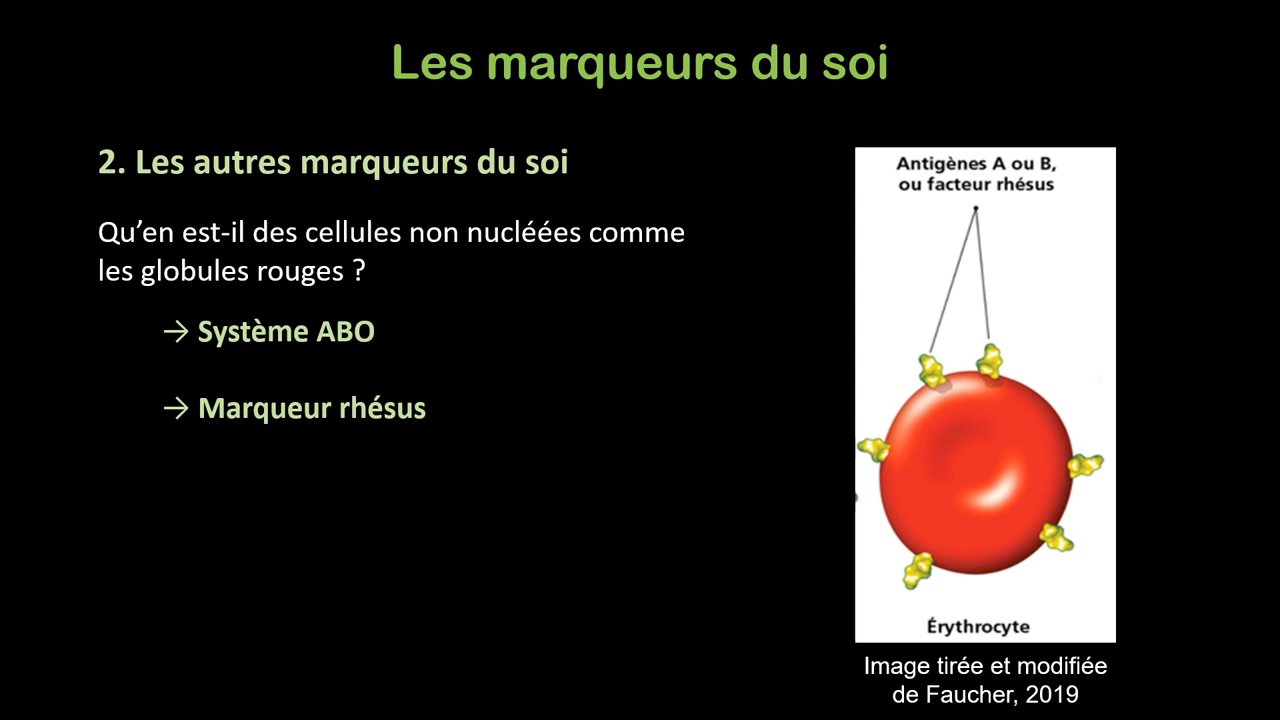 Les marqueurs du soi
2. Les autres marqueurs du soi
Qu’en est-il des cellules non nucléées comme
les globules rouges ?
→ Système ABO
→ Marqueur rhésus
Antigènes A ou B,
ou facteur rhésus
Érythrocyte
Image tirée et modifiée
de Faucher, 2019